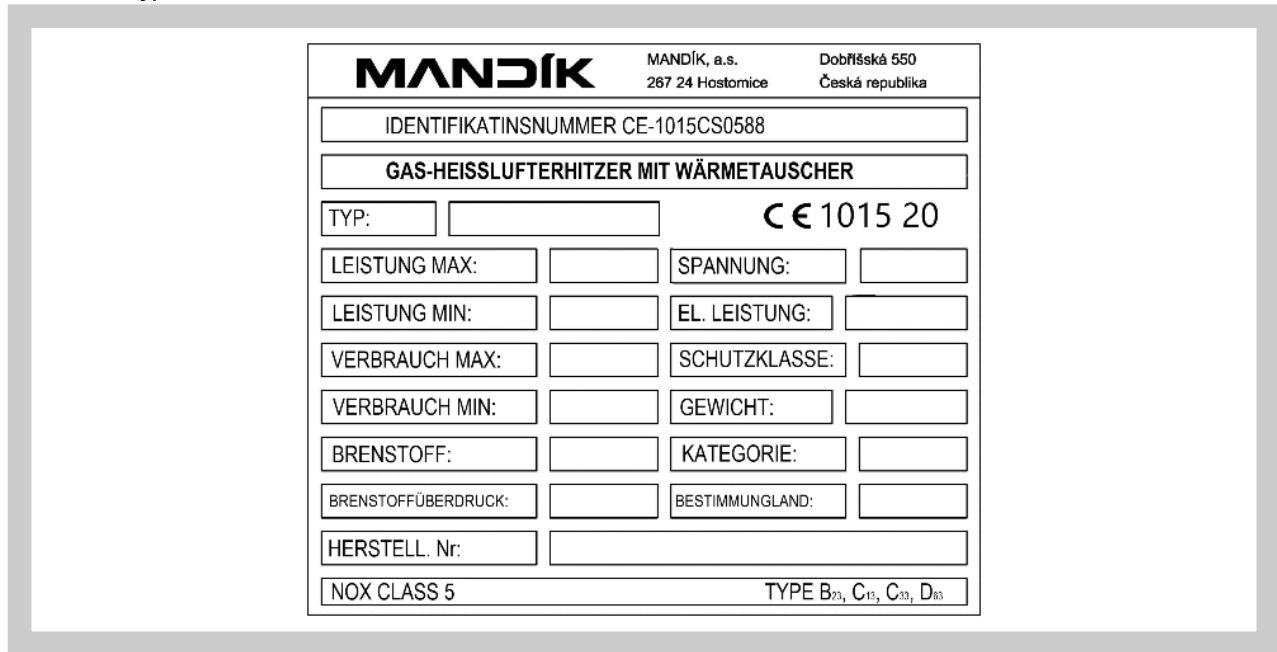 MANDÍK
MANDÍK, a.s. Dobříšská 550
267 24 Hostomice Česká republika
IDENTIFIKATINSNUMMER CE-1015CS0588
GAS-HEISSLUFTERHITZER MIT WÄRMETAUSCHER
TYP: CE 1015 20
LEISTUNG MAX: SPANNUNG:
LEISTUNG MIN: EL. LEISTUNG:
VERBRAUCH MAX: SCHUTZKLASSE:
VERBRAUCH MIN: GEWICHT:
BRENSTOFF: KATEGORIE:
BRENSTOFFÜBERDRUCK: BESTIMMUNGLAND:
HERSTELL. Nr:
NOX CLASS 5 TYPE B₂₃, C₁₃, C₃₃, D₆₃